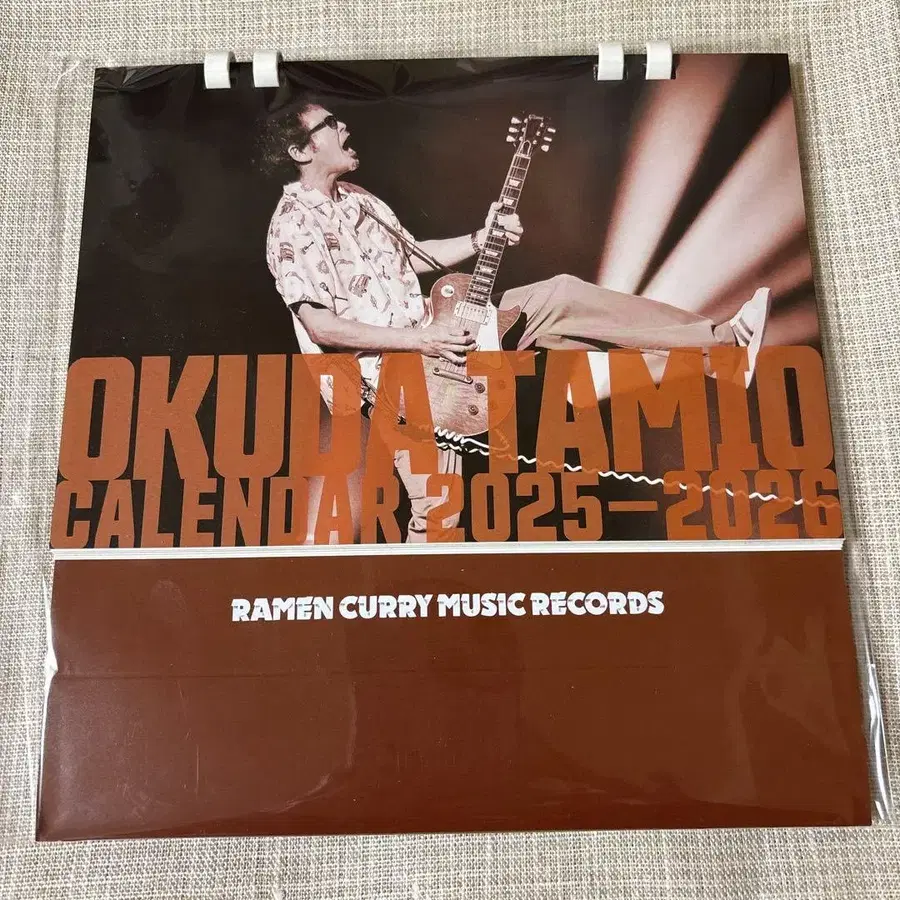 OKUDA TAMIO
CALENDAR 2025-2026
RAMEN CURRY MUSIC RECORDS